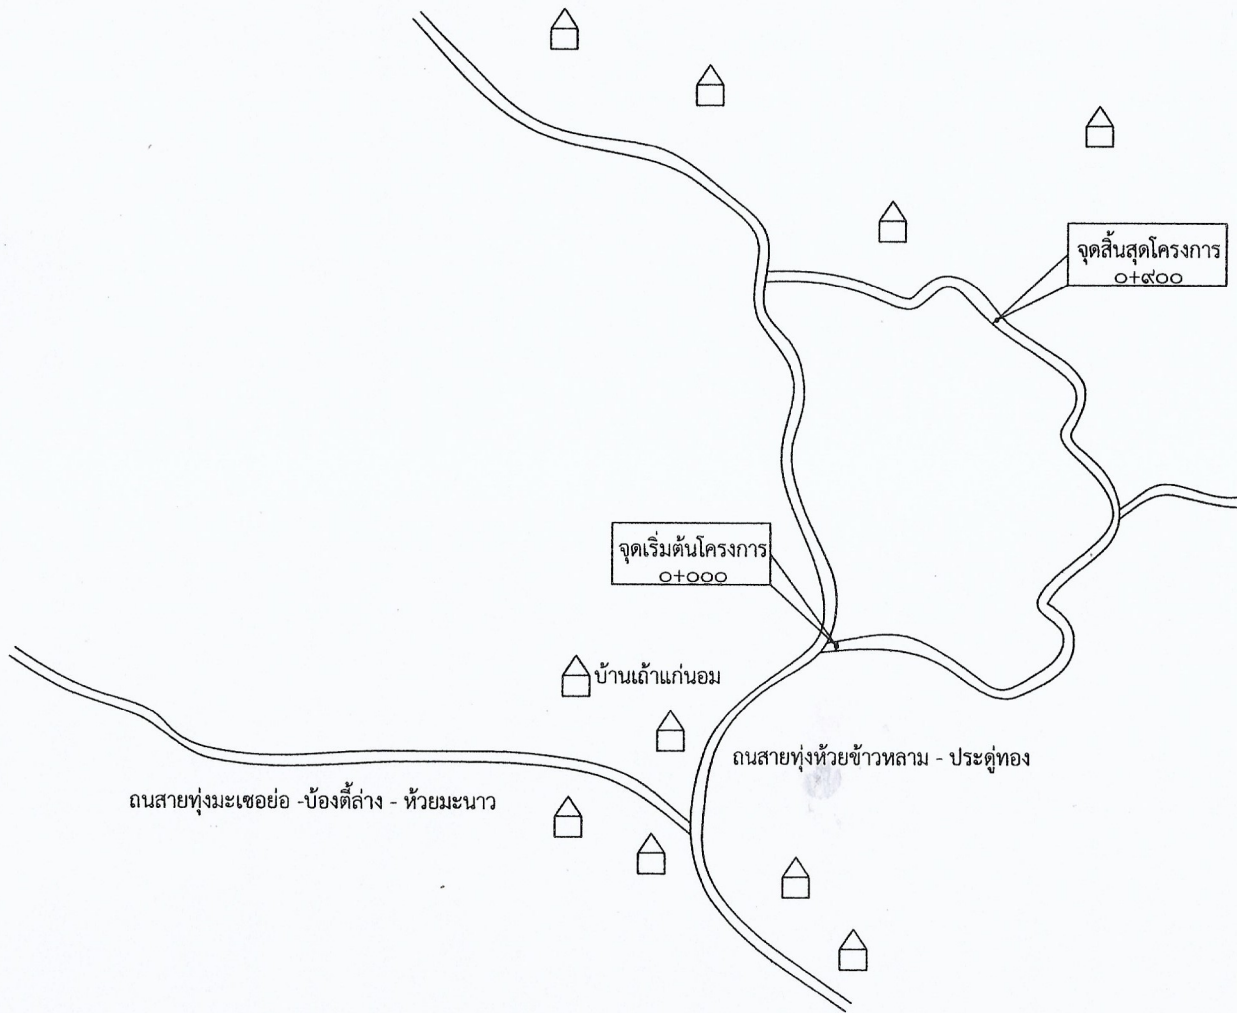 จุดสิ้นสุดโครงการ
๐+๙๐๐
จุดเริ่มต้นโครงการ
๐+๐๐๐
บ้านเถ้าแก่นอม
ถนสายทุ่งห้วยข้าวหลาม - ประดู่ทอง
ถนสายทุ่งมะเซอย่อ -บ้องตี้ล่าง - ห้วยมะนาว